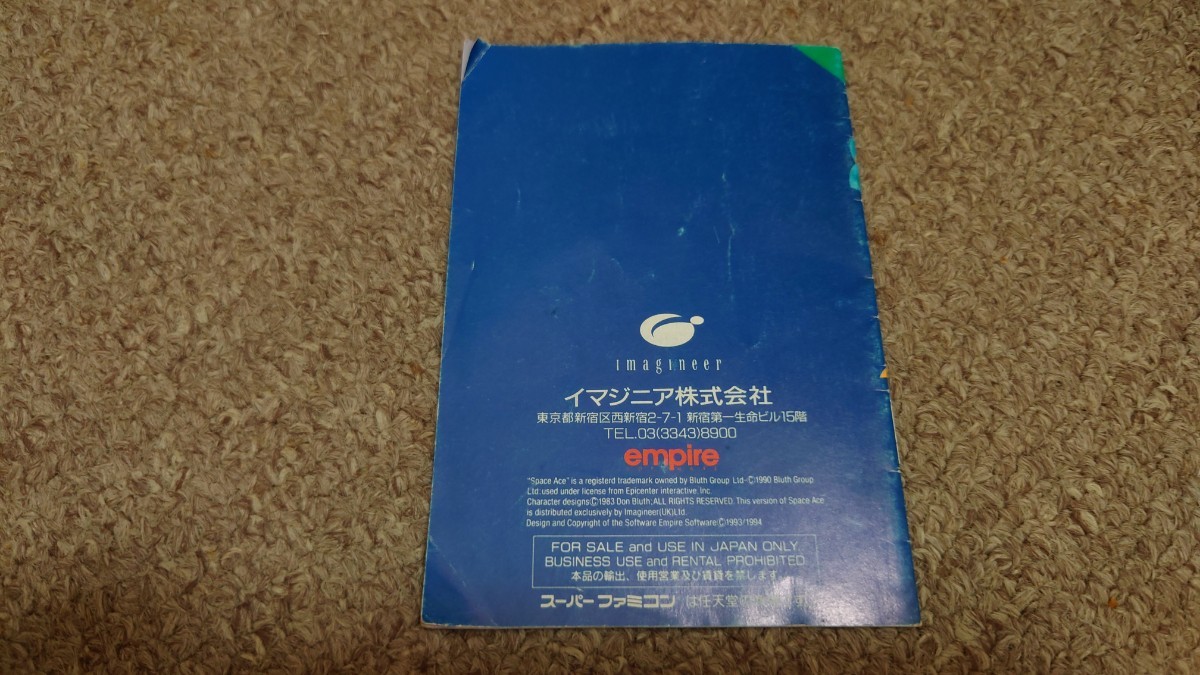 imagineer
イマジニア株式会社
東京都新宿区西新宿2-7-1 新宿第一生命ビル15階
TEL.03(3343)8900
empire
"Space Ace" is a registerd trademark owned by Bluth Group Ltd-©1990 Bluth Group
Ltd: used under license from Epicenter interactive. Inc.
Character designs:©1983 Don Bluth: ALL RIGHTS RESERVED. This version of Space Ace
is distributed exclusively by Imagineer(UK)Ltd.
Design and Copyright of the Software Empire Software:©1993/1994
FOR SALE and USE IN JAPAN ONLY.
BUSINESS USE and RENTAL PROHIBITED.
本品の輸出、使用営業及び賃貸を禁じます。
スーパーファミコン は任天堂の